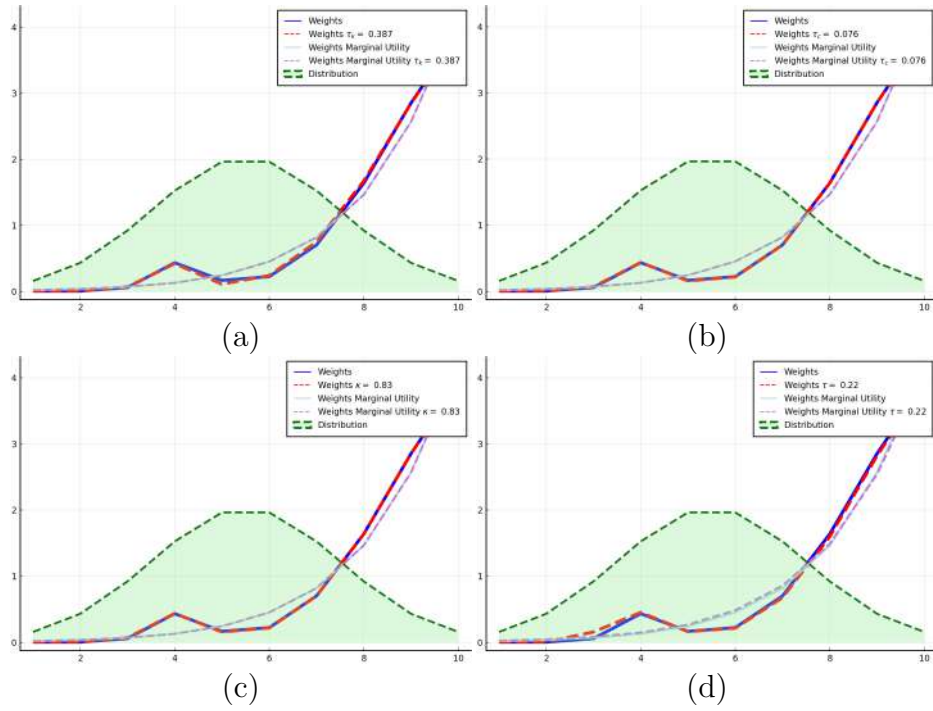 4
3
2
1
0
2
4
6
8
10
Weights
Weights τₖ = 0.387
Weights Marginal Utility
Weights Marginal Utility τₖ = 0.387
Distribution
(a)
4
3
2
1
0
2
4
6
8
10
Weights
Weights τ꜀ = 0.076
Weights Marginal Utility
Weights Marginal Utility τ꜀ = 0.076
Distribution
(b)
4
3
2
1
0
2
4
6
8
10
Weights
Weights κ = 0.83
Weights Marginal Utility
Weights Marginal Utility κ = 0.83
Distribution
(c)
4
3
2
1
0
2
4
6
8
10
Weights
Weights τ = 0.22
Weights Marginal Utility
Weights Marginal Utility τ = 0.22
Distribution
(d)